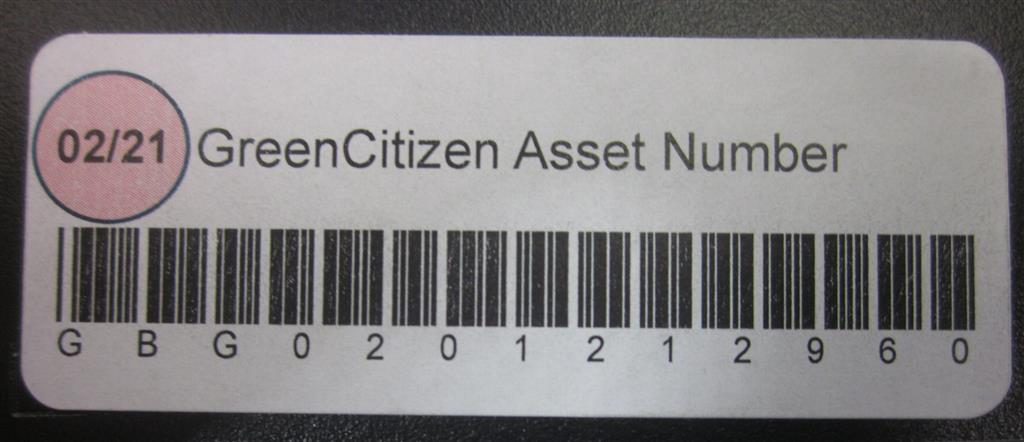 02/21 GreenCitizen Asset Number
G B G 0 2 0 1 2 1 2 9 6 0